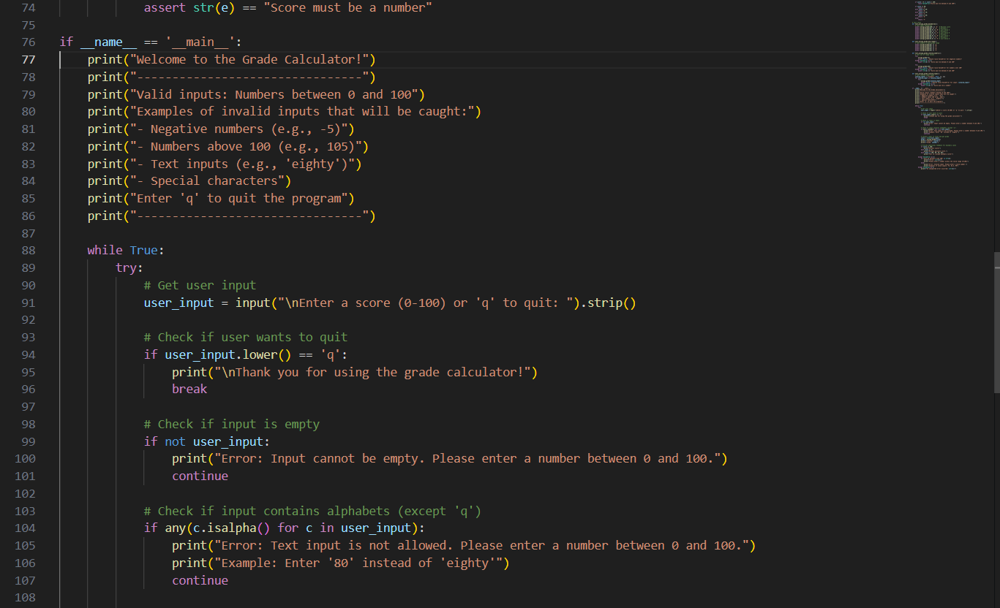 74 assert str(e) == "Score must be a number"
75
76 if __name__ == '__main__':
77 print("Welcome to the Grade Calculator!")
78 print("--------------------------------")
79 print("Valid inputs: Numbers between 0 and 100")
80 print("Examples of invalid inputs that will be caught:")
81 print("- Negative numbers (e.g., -5)")
82 print("- Numbers above 100 (e.g., 105)")
83 print("- Text inputs (e.g., 'eighty')")
84 print("- Special characters")
85 print("Enter 'q' to quit the program")
86 print("--------------------------------")
87
88 while True:
89 try:
90 # Get user input
91 user_input = input("\nEnter a score (0-100) or 'q' to quit: ").strip()
92
93 # Check if user wants to quit
94 if user_input.lower() == 'q':
95 print("\nThank you for using the grade calculator!")
96 break
97
98 # Check if input is empty
99 if not user_input:
100 print("Error: Input cannot be empty. Please enter a number between 0 and 100.")
101 continue
102
103 # Check if input contains alphabets (except 'q')
104 if any(c.isalpha() for c in user_input):
105 print("Error: Text input is not allowed. Please enter a number between 0 and 100.")
106 print("Example: Enter '80' instead of 'eighty'")
107 continue
108